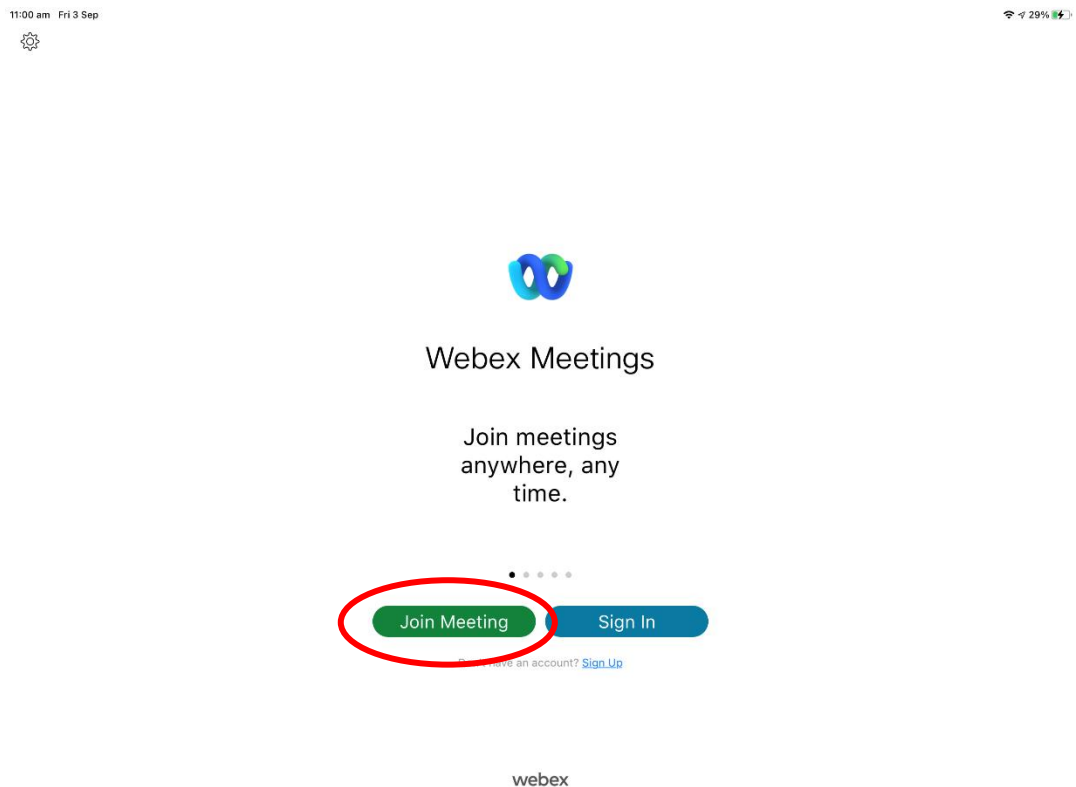 11:00 am Fri 3 Sep
29%
Webex Meetings
Join meetings
anywhere, any
time.
Join Meeting
Sign In
have an account? Sign Up
webex